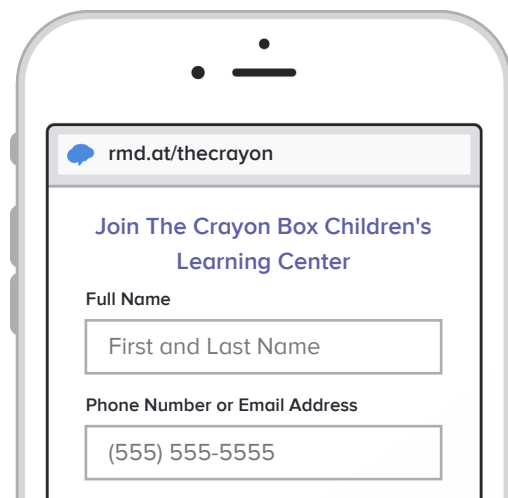 rmd.at/thecrayon
Join The Crayon Box Children's
Learning Center
Full Name
First and Last Name
Phone Number or Email Address
(555) 555-5555